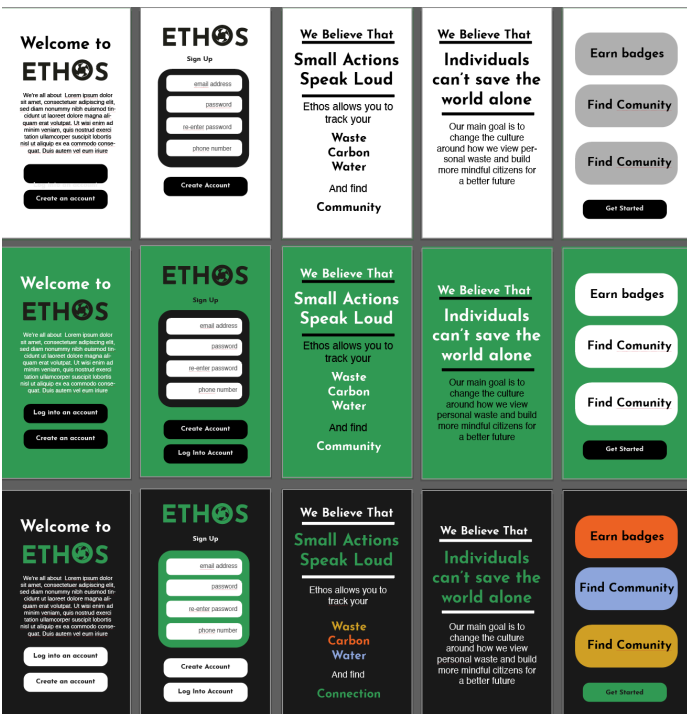 Welcome to
ETHOS
We're all about Lorem ipsum dolor
sit amet, consectetuer adipiscing elit,
sed diam nonummy nibh euismod tin-
cidunt ut laoreet dolore magna ali-
quam erat volutpat. Ut wisi enim ad
minim veniam, quis nostrud exerci
tation ullamcorper suscipit lobortis
nisl ut aliquip ex ea commodo conse-
quat. Duis autem vel eum iriure
Create an account
ETHOS
Sign Up
email address
password
re-enter password
phone number
Create Account
We Believe That
Small Actions
Speak Loud
Ethos allows you to
track your
Waste
Carbon
Water
And find
Community
We Believe That
Individuals
can't save the
world alone
Our main goal is to
change the culture
around how we view per-
sonal waste and build
more mindful citizens for
a better future
Earn badges
Find Comunity
Find Comunity
Get Started
Welcome to
ETHOS
We're all about Lorem ipsum dolor
sit amet, consectetuer adipiscing elit,
sed diam nonummy nibh euismod tin-
cidunt ut laoreet dolore magna ali-
quam erat volutpat. Ut wisi enim ad
minim veniam, quis nostrud exerci
tation ullamcorper suscipit lobortis
nisl ut aliquip ex ea commodo conse-
quat. Duis autem vel eum iriure
Log into an account
Create an account
ETHOS
Sign Up
email address
password
re-enter password
phone number
Create Account
Log Into Account
We Believe That
Small Actions
Speak Loud
Ethos allows you to
track your
Waste
Carbon
Water
And find
Community
We Believe That
Individuals
can't save the
world alone
Our main goal is to
change the culture
around how we view
personal waste and build
more mindful citizens for
a better future
Earn badges
Find Comunity
Find Comunity
Get Started
Welcome to
ETHOS
We're all about Lorem ipsum dolor
sit amet, consectetuer adipiscing elit,
sed diam nonummy nibh euismod tin-
cidunt ut laoreet dolore magna ali-
quam erat volutpat. Ut wisi enim ad
minim veniam, quis nostrud exerci
tation ullamcorper suscipit lobortis
nisl ut aliquip ex ea commodo conse-
quat. Duis autem vel eum iriure
Log into an account
Create an account
ETHOS
Sign Up
email address
password
re-enter password
phone number
Create Account
Log Into Account
We Believe That
Small Actions
Speak Loud
Ethos allows you to
track your
Waste
Carbon
Water
And find
Connection
We Believe That
Individuals
can't save the
world alone
Our main goal is to
change the culture
around how we view
personal waste and build
more mindful citizens for
a better future
Earn badges
Find Community
Find Comunity
Get Started